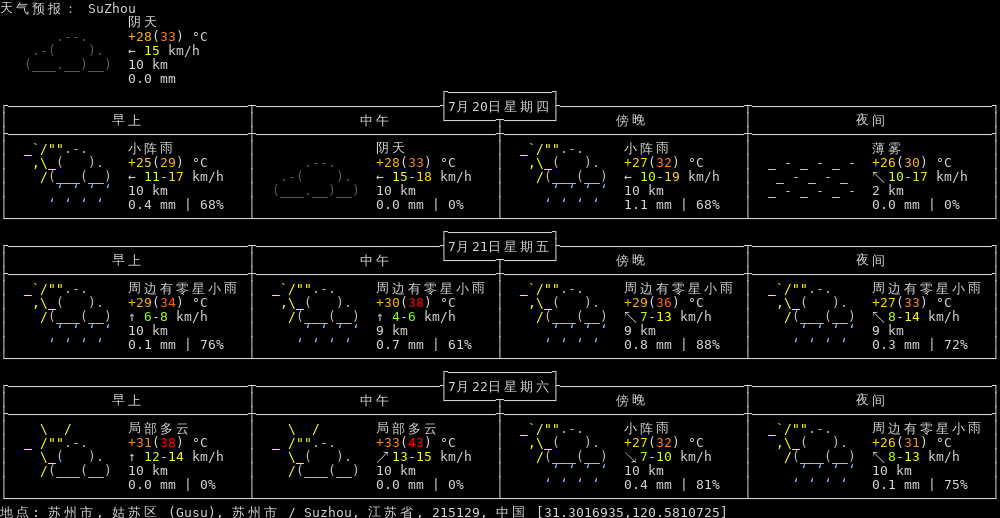 天气预报： SuZhou
阴天
+28(33) °C
← 15 km/h
10 km
0.0 mm
7月20日星期四
早上 中午 傍晚 夜间
小阵雨 阴天 小阵雨 薄雾
+25(29) °C +28(33) °C +27(32) °C +26(30) °C
← 11-17 km/h ← 15-18 km/h ← 10-19 km/h ↖ 10-17 km/h
10 km 10 km 10 km 2 km
0.4 mm | 68% 0.0 mm | 0% 1.1 mm | 68% 0.0 mm | 0%
7月21日星期五
早上 中午 傍晚 夜间
周边有零星小雨 周边有零星小雨 周边有零星小雨 周边有零星小雨
+29(34) °C +30(38) °C +29(36) °C +27(33) °C
↑ 6-8 km/h ↑ 4-6 km/h ↖ 7-13 km/h ↖ 8-14 km/h
10 km 9 km 9 km 9 km
0.1 mm | 76% 0.7 mm | 61% 0.8 mm | 88% 0.3 mm | 72%
7月22日星期六
早上 中午 傍晚 夜间
局部多云 局部多云 小阵雨 周边有零星小雨
+31(38) °C +33(43) °C +27(32) °C +26(31) °C
↑ 12-14 km/h ↗ 13-15 km/h ↘ 7-10 km/h ↖ 8-13 km/h
10 km 10 km 10 km 10 km
0.0 mm | 0% 0.0 mm | 0% 0.4 mm | 81% 0.1 mm | 75%
地点: 苏州市, 姑苏区 (Gusu), 苏州市 / Suzhou, 江苏省, 215129, 中国 [31.3016935,120.5810725]